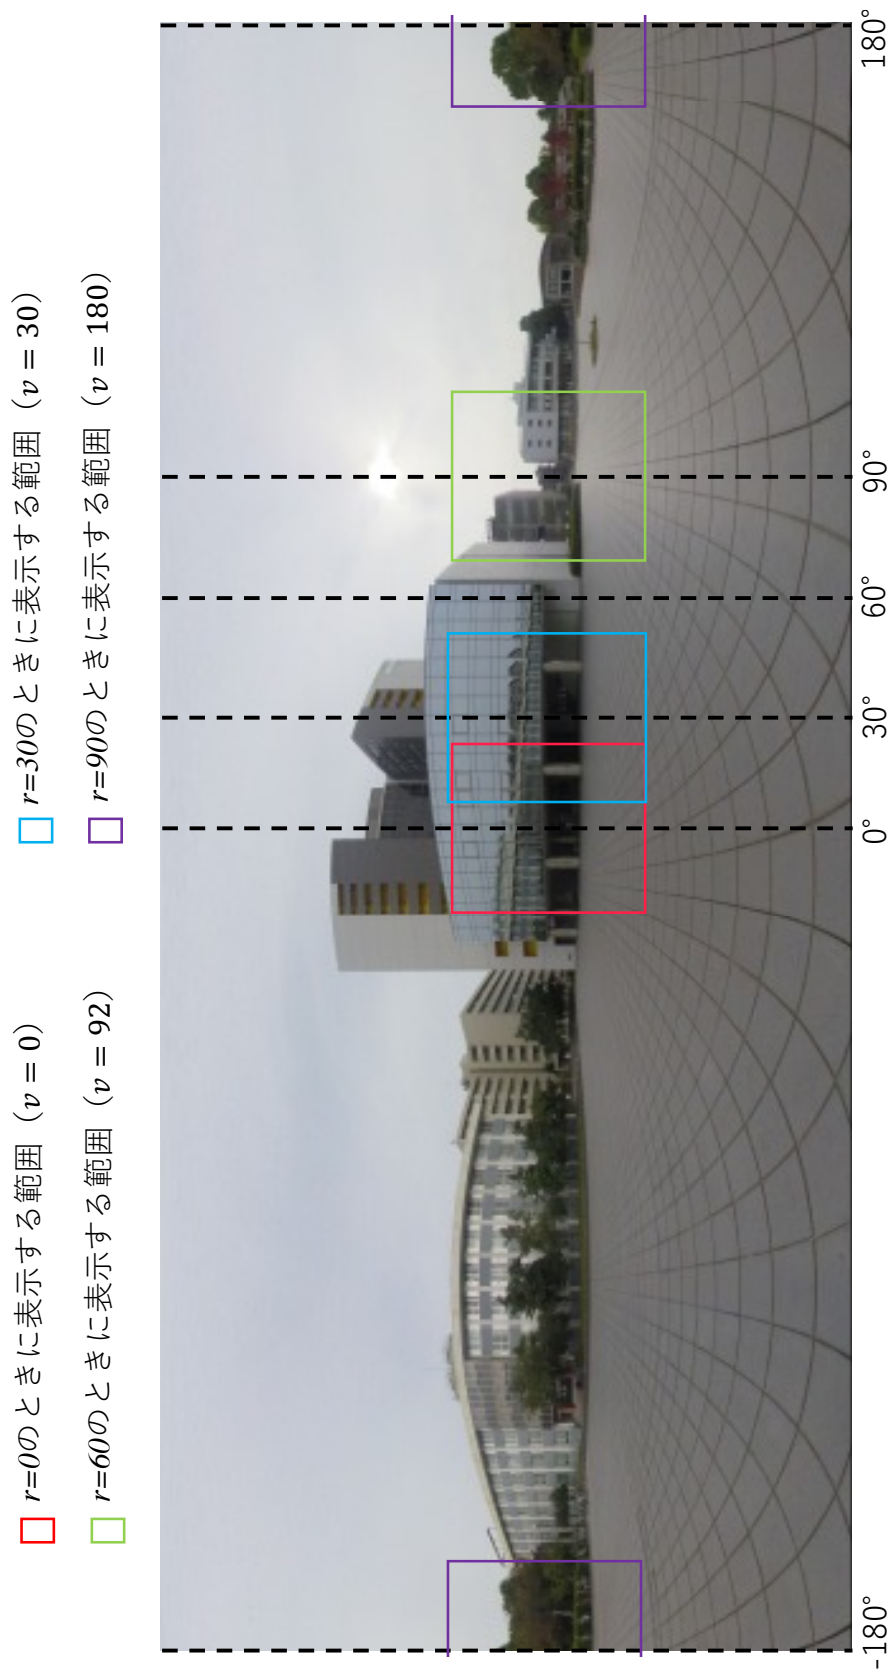 r=0のときに表示する範囲（v = 0）
r=30のときに表示する範囲（v = 30）
r=60のときに表示する範囲（v = 92）
r=90のときに表示する範囲（v = 180）
-180°
0°
30°
60°
90°
180°